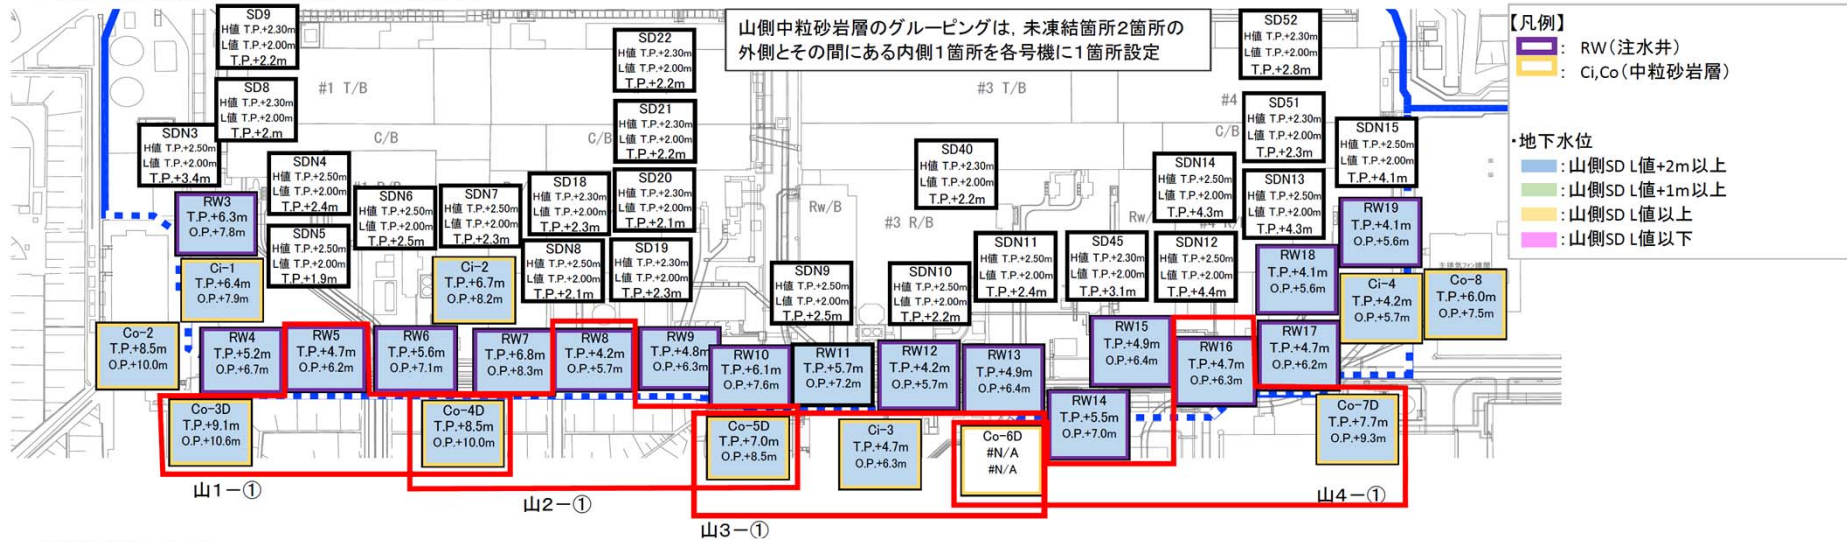 山側中粒砂岩層のグルーピングは，未凍結箇所2箇所の
外側とその間にある内側1箇所を各号機に1箇所設定
【凡例】
： RW（注水井）
： Ci,Co（中粒砂岩層）
・地下水位
：山側SD L値+2m以上
：山側SD L値+1m以上
：山側SD L値以上
：山側SD L値以下
SD9
H値 T.P.+2.30m
L値 T.P.+2.00m
T.P.+2.2m
SD8
H値 T.P.+2.30m
L値 T.P.+2.00m
T.P.+2.m
SDN3
H値 T.P.+2.50m
L値 T.P.+2.00m
T.P.+3.4m
SDN4
H値 T.P.+2.50m
L値 T.P.+2.00m
T.P.+2.4m
SDN5
H値 T.P.+2.50m
L値 T.P.+2.00m
T.P.+1.9m
SDN6
H値 T.P.+2.50m
L値 T.P.+2.00m
T.P.+2.5m
SDN7
H値 T.P.+2.50m
L値 T.P.+2.00m
T.P.+2.3m
SD18
H値 T.P.+2.30m
L値 T.P.+2.00m
T.P.+2.3m
SDN8
H値 T.P.+2.50m
L値 T.P.+2.00m
T.P.+2.1m
SD22
H値 T.P.+2.30m
L値 T.P.+2.00m
T.P.+2.2m
SD21
H値 T.P.+2.30m
L値 T.P.+2.00m
T.P.+2.2m
SD20
H値 T.P.+2.30m
L値 T.P.+2.00m
T.P.+2.1m
SD19
H値 T.P.+2.30m
L値 T.P.+2.00m
T.P.+2.3m
SDN9
H値 T.P.+2.50m
L値 T.P.+2.00m
T.P.+2.5m
SD40
H値 T.P.+2.30m
L値 T.P.+2.00m
T.P.+2.2m
SDN10
H値 T.P.+2.50m
L値 T.P.+2.00m
T.P.+2.2m
SDN11
H値 T.P.+2.50m
L値 T.P.+2.00m
T.P.+2.4m
SD45
H値 T.P.+2.30m
L値 T.P.+2.00m
T.P.+3.1m
SDN14
H値 T.P.+2.50m
L値 T.P.+2.00m
T.P.+4.3m
SDN12
H値 T.P.+2.50m
L値 T.P.+2.00m
T.P.+4.4m
SD52
H値 T.P.+2.30m
L値 T.P.+2.00m
T.P.+2.8m
SD51
H値 T.P.+2.30m
L値 T.P.+2.00m
T.P.+2.3m
SDN13
H値 T.P.+2.50m
L値 T.P.+2.00m
T.P.+4.3m
SDN15
H値 T.P.+2.50m
L値 T.P.+2.00m
T.P.+4.1m
#1 T/B
C/B
C/B
#3 T/B
#4
C/B
Rw/B
#3 R/B
RW3
T.P.+6.3m
O.P.+7.8m
Ci-1
T.P.+6.4m
O.P.+7.9m
Ci-2
T.P.+6.7m
O.P.+8.2m
Co-2
T.P.+8.5m
O.P.+10.0m
RW4
T.P.+5.2m
O.P.+6.7m
RW5
T.P.+4.7m
O.P.+6.2m
RW6
T.P.+5.6m
O.P.+7.1m
RW7
T.P.+6.8m
O.P.+8.3m
RW8
T.P.+4.2m
O.P.+5.7m
RW9
T.P.+4.8m
O.P.+6.3m
RW10
T.P.+6.1m
O.P.+7.6m
RW11
T.P.+5.7m
O.P.+7.2m
RW12
T.P.+4.2m
O.P.+5.7m
RW13
T.P.+4.9m
O.P.+6.4m
RW14
T.P.+5.5m
O.P.+7.0m
RW15
T.P.+4.9m
O.P.+6.4m
RW16
T.P.+4.7m
O.P.+6.3m
RW17
T.P.+4.7m
O.P.+6.2m
RW18
T.P.+4.1m
O.P.+5.6m
RW19
T.P.+4.1m
O.P.+5.6m
Ci-4
T.P.+4.2m
O.P.+5.7m
Co-8
T.P.+6.0m
O.P.+7.5m
Co-3D
T.P.+9.1m
O.P.+10.6m
Co-4D
T.P.+8.5m
O.P.+10.0m
Co-5D
T.P.+7.0m
O.P.+8.5m
Ci-3
T.P.+4.7m
O.P.+6.3m
Co-6D
#N/A
#N/A
Co-7D
T.P.+7.7m
O.P.+9.3m
山1－①
山2－①
山3－①
山4－①